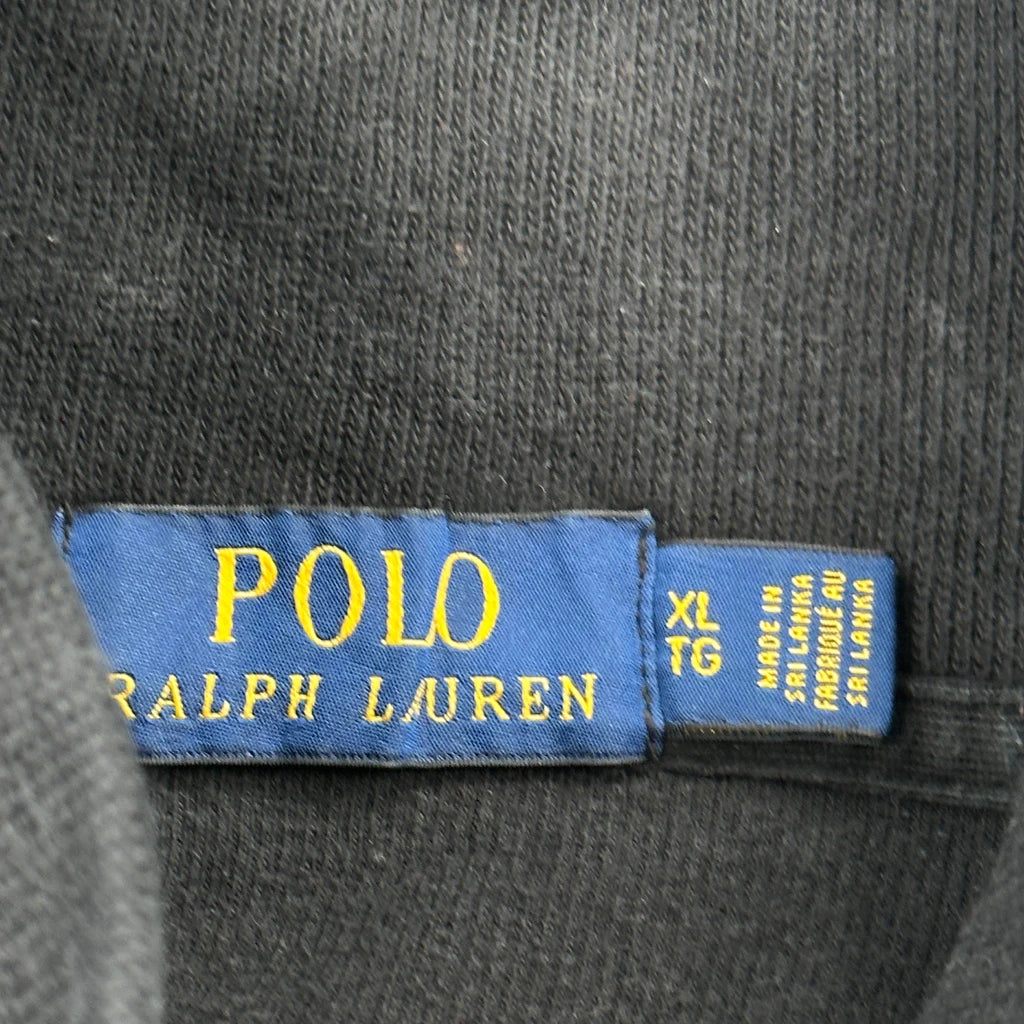 POLO
RALPH LAUREN
XL
TG
MADE IN
SRI LANKA
FABRIQUÉ AU
SRI LANKA